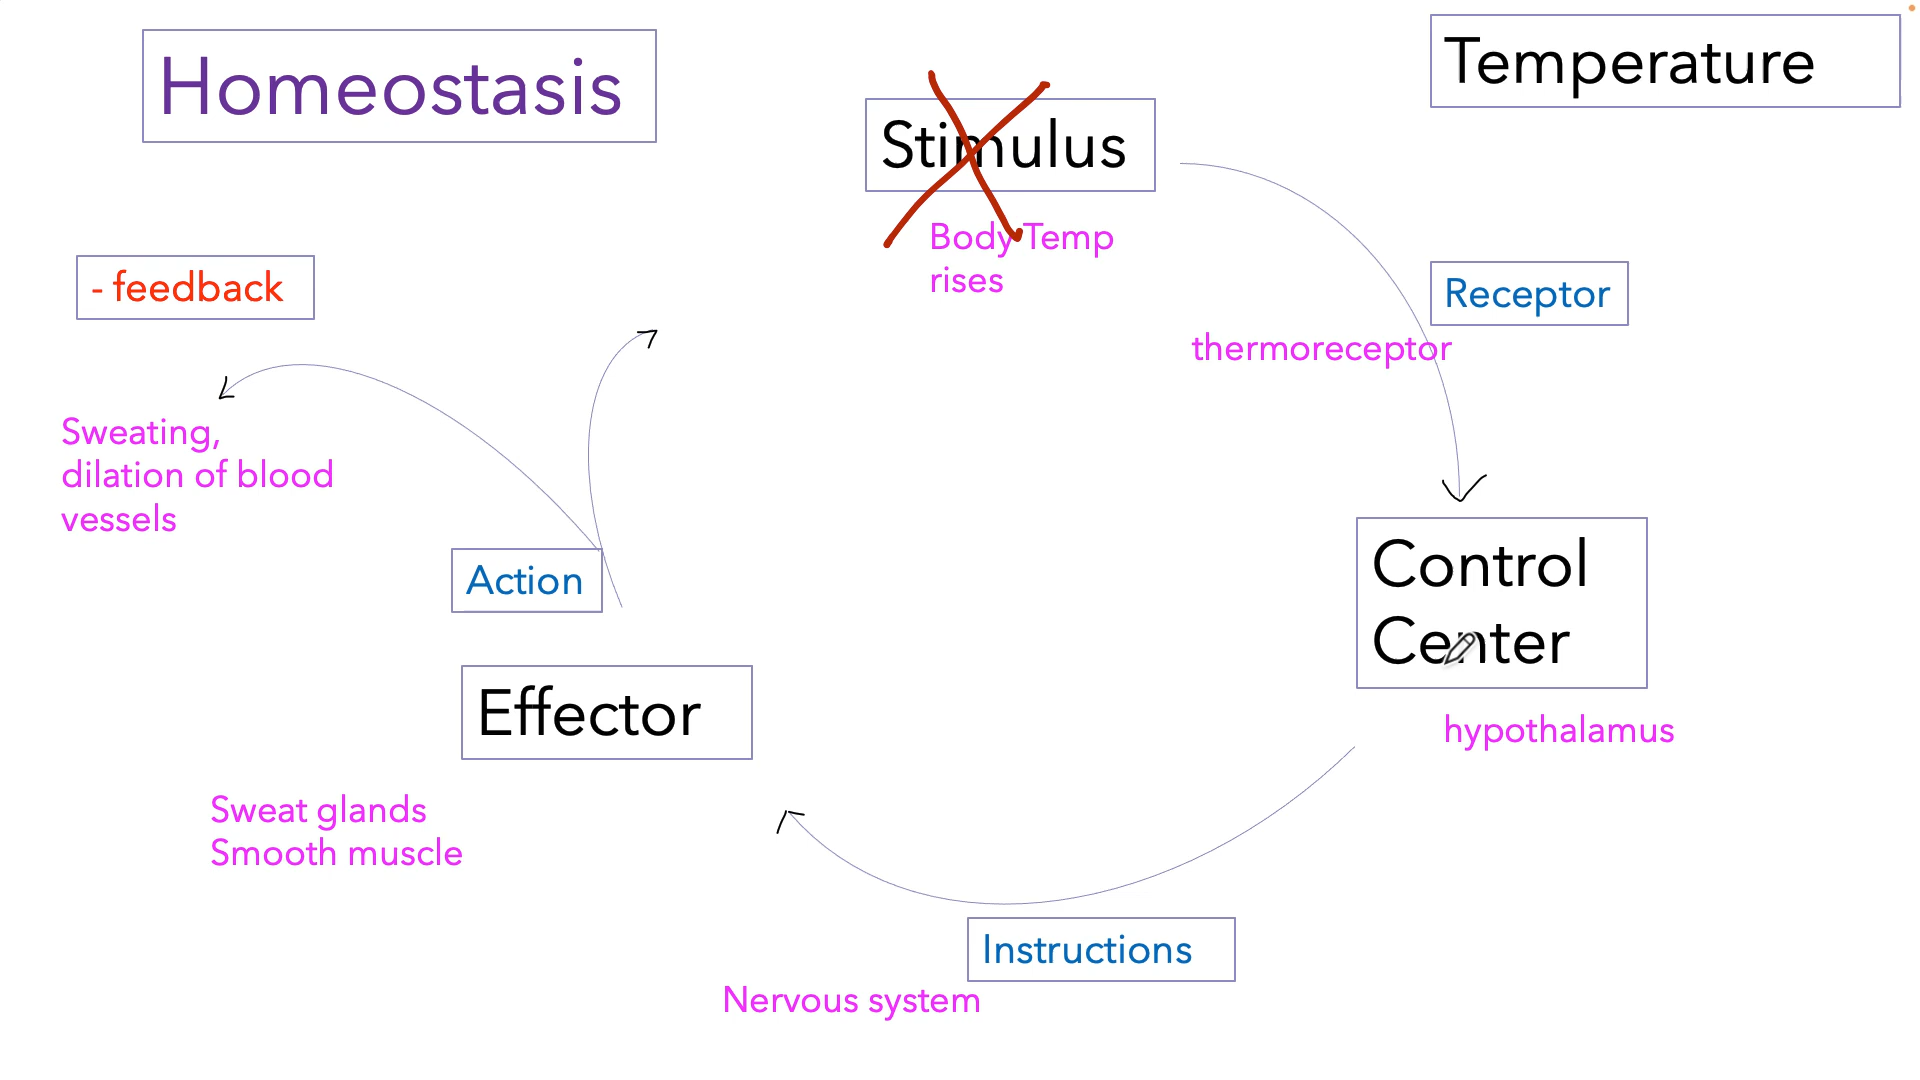 Homeostasis
Stimulus
Temperature
Body Temp
rises
- feedback
Receptor
thermoreceptor
Sweating,
dilation of blood
vessels
Action
Control
Center
Effector
hypothalamus
Sweat glands
Smooth muscle
Instructions
Nervous system